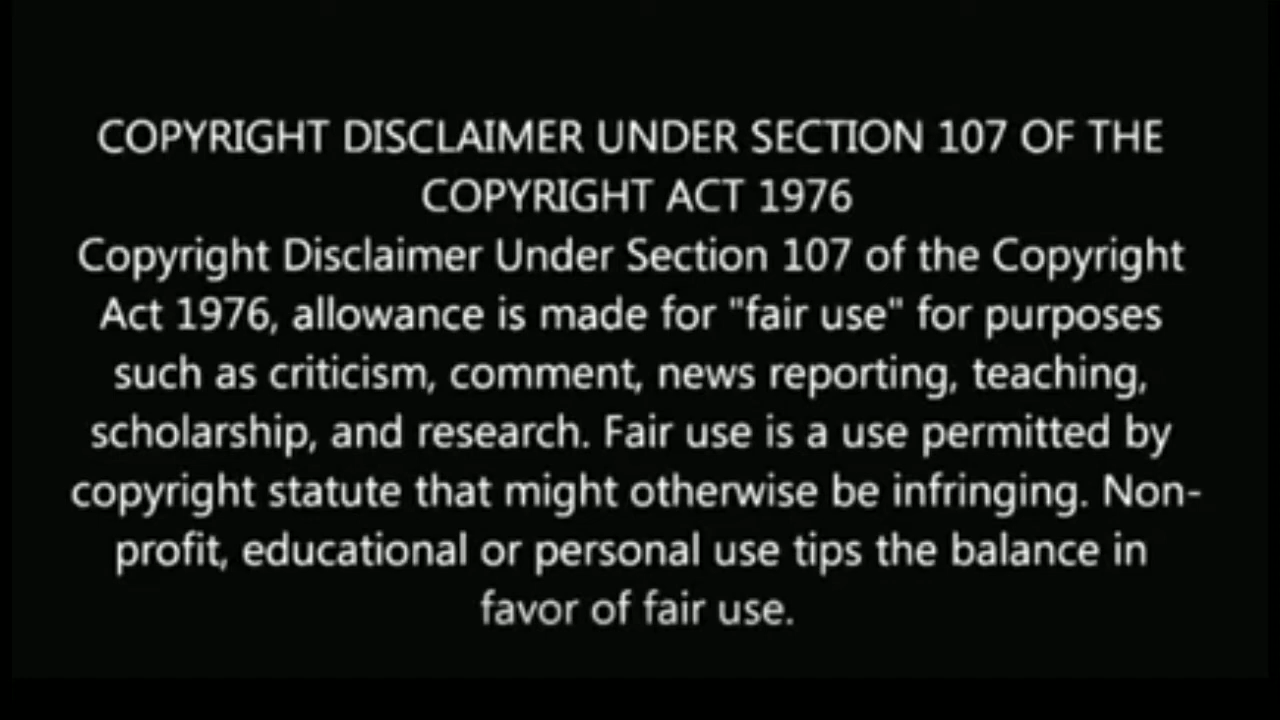 COPYRIGHT DISCLAIMER UNDER SECTION 107 OF THE
COPYRIGHT ACT 1976
Copyright Disclaimer Under Section 107 of the Copyright
Act 1976, allowance is made for "fair use" for purposes
such as criticism, comment, news reporting, teaching,
scholarship, and research. Fair use is a use permitted by
copyright statute that might otherwise be infringing. Non-
profit, educational or personal use tips the balance in
favor of fair use.